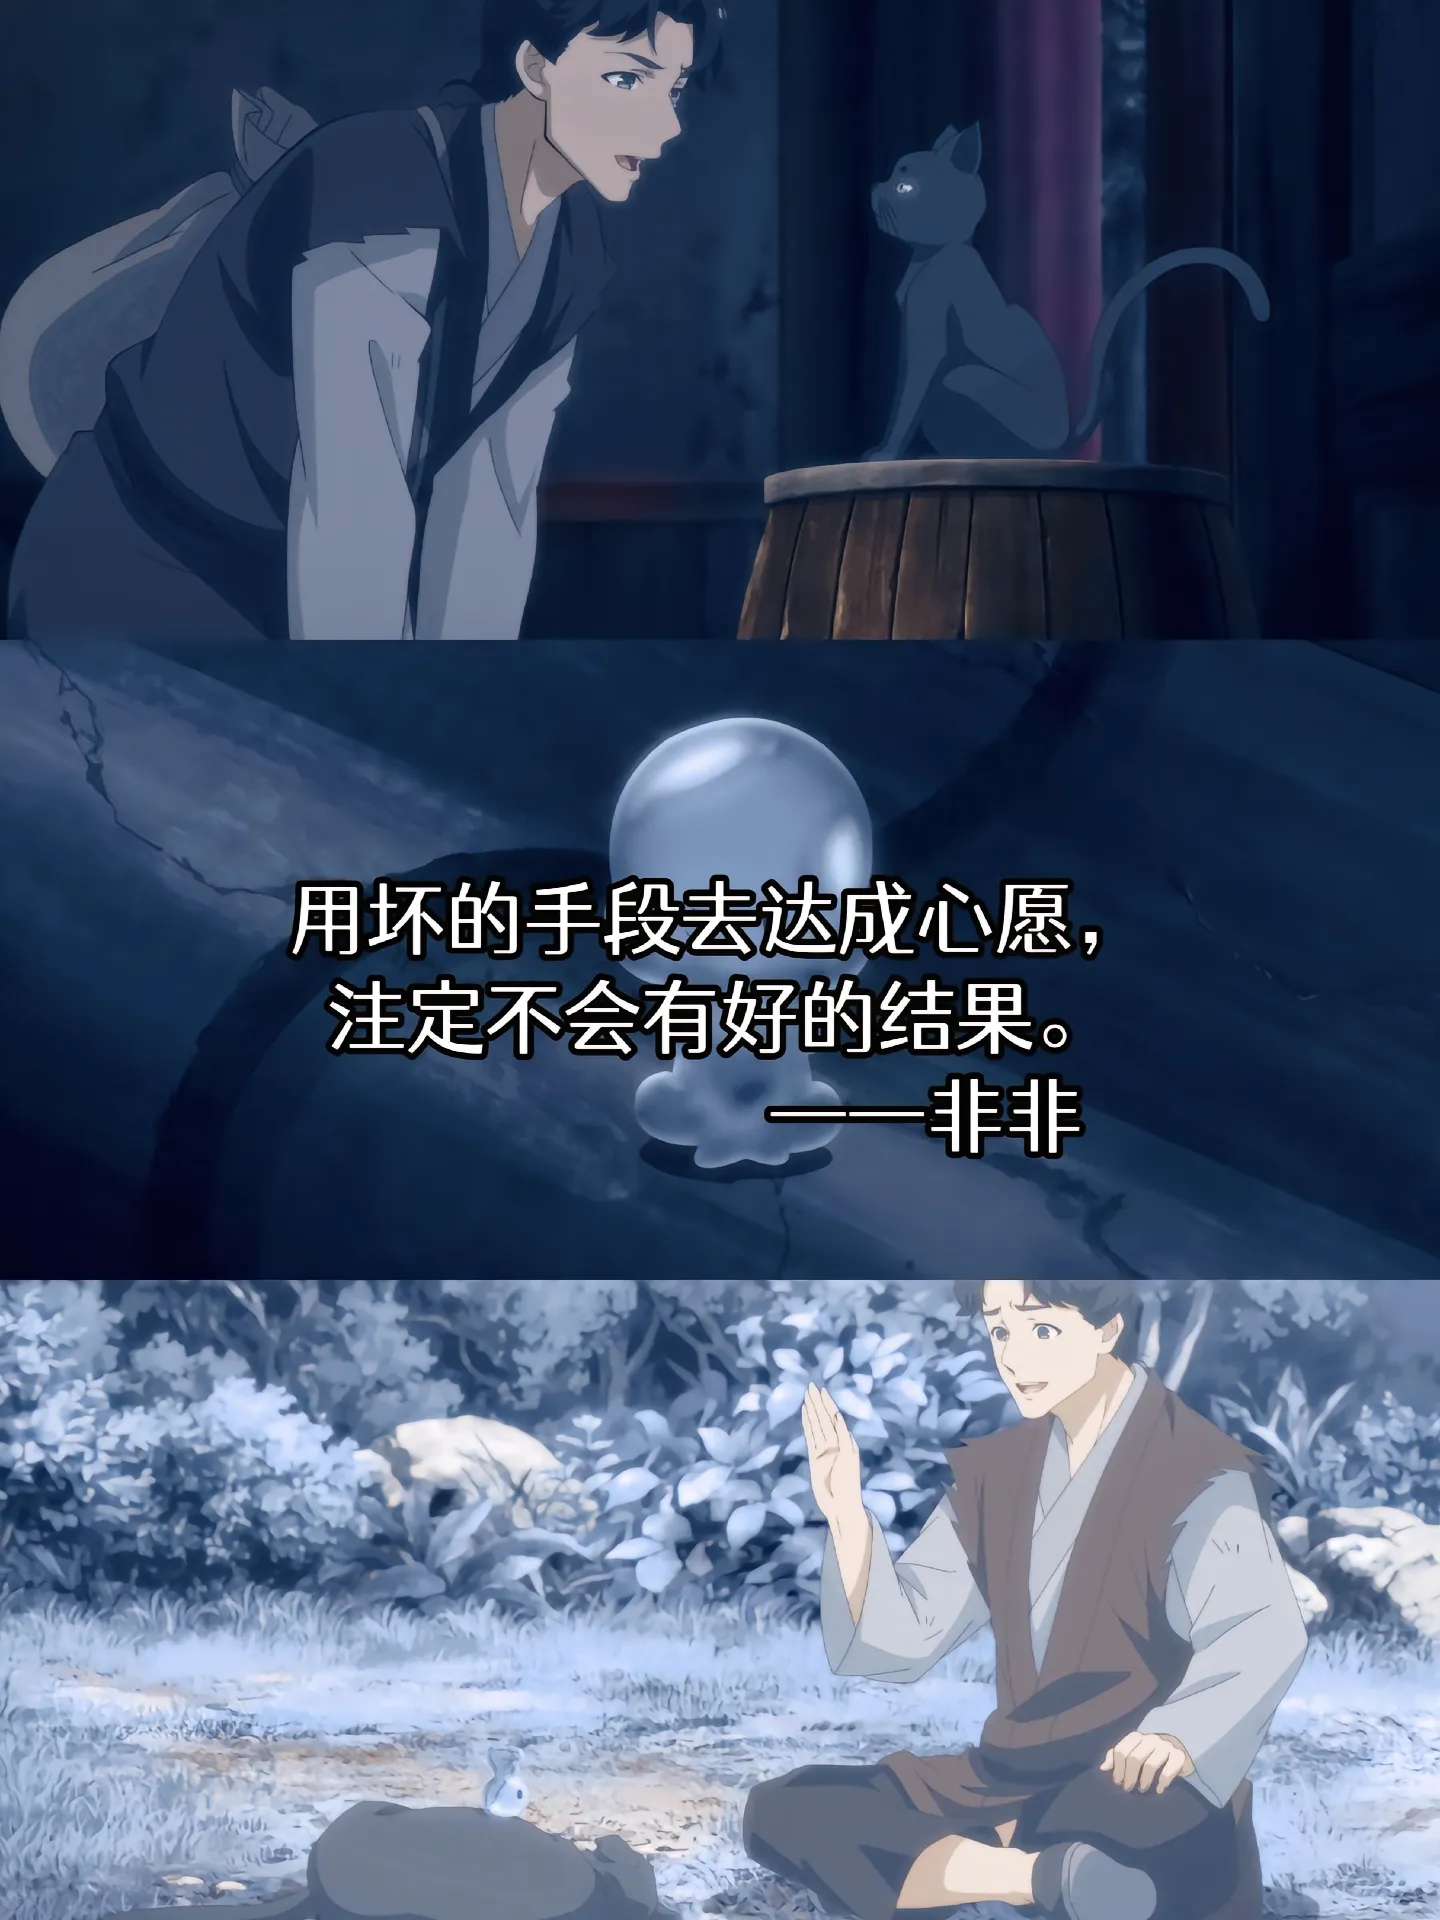 用坏的手段去达成心愿，
注定不会有好的结果。
——非非